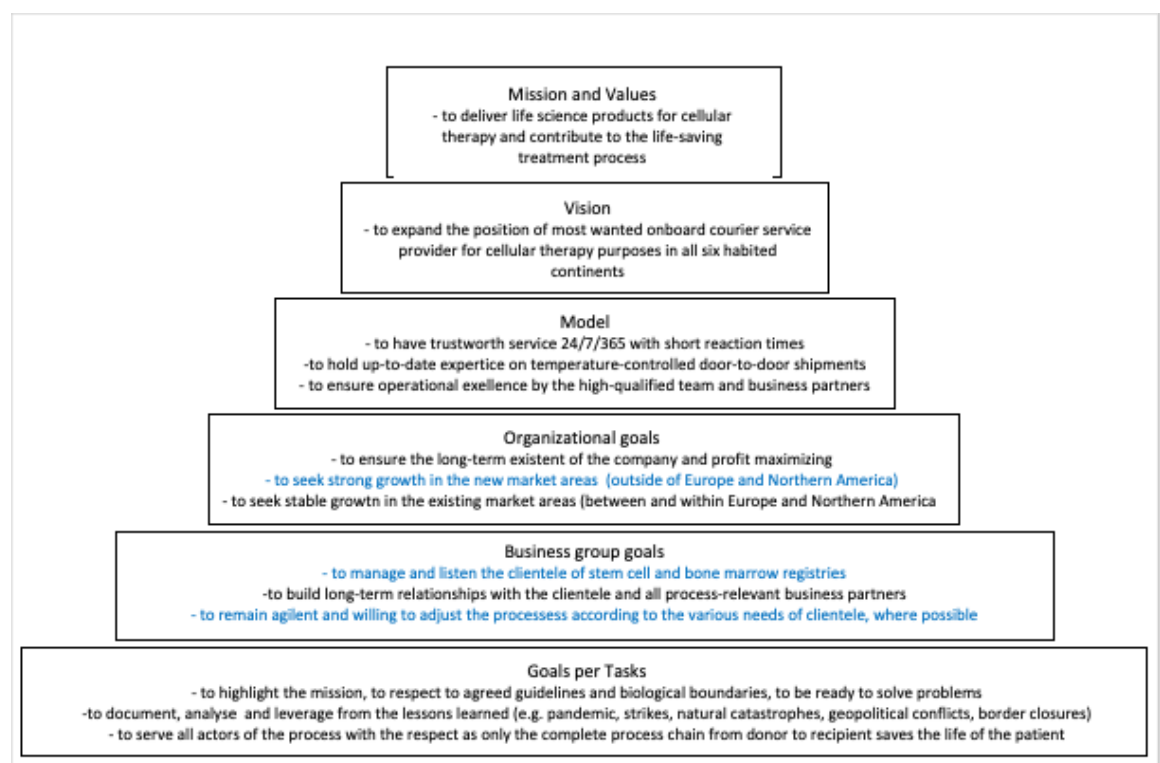 Mission and Values
- to deliver life science products for cellular
therapy and contribute to the life-saving
treatment process
Vision
- to expand the position of most wanted onboard courier service
provider for cellular therapy purposes in all six habited
continents
Model
- to have trustworth service 24/7/365 with short reaction times
-to hold up-to-date expertice on temperature-controlled door-to-door shipments
- to ensure operational exellence by the high-qualified team and business partners
Organizational goals
- to ensure the long-term existent of the company and profit maximizing
- to seek strong growth in the new market areas (outside of Europe and Northern America)
- to seek stable growtn in the existing market areas (between and within Europe and Northern America
Business group goals
- to manage and listen the clientele of stem cell and bone marrow registries
-to build long-term relationships with the clientele and all process-relevant business partners
- to remain agilent and willing to adjust the processess according to the various needs of clientele, where possible
Goals per Tasks
- to highlight the mission, to respect to agreed guidelines and biological boundaries, to be ready to solve problems
-to document, analyse and leverage from the lessons learned (e.g. pandemic, strikes, natural catastrophes, geopolitical conflicts, border closures)
- to serve all actors of the process with the respect as only the complete process chain from donor to recipient saves the life of the patient